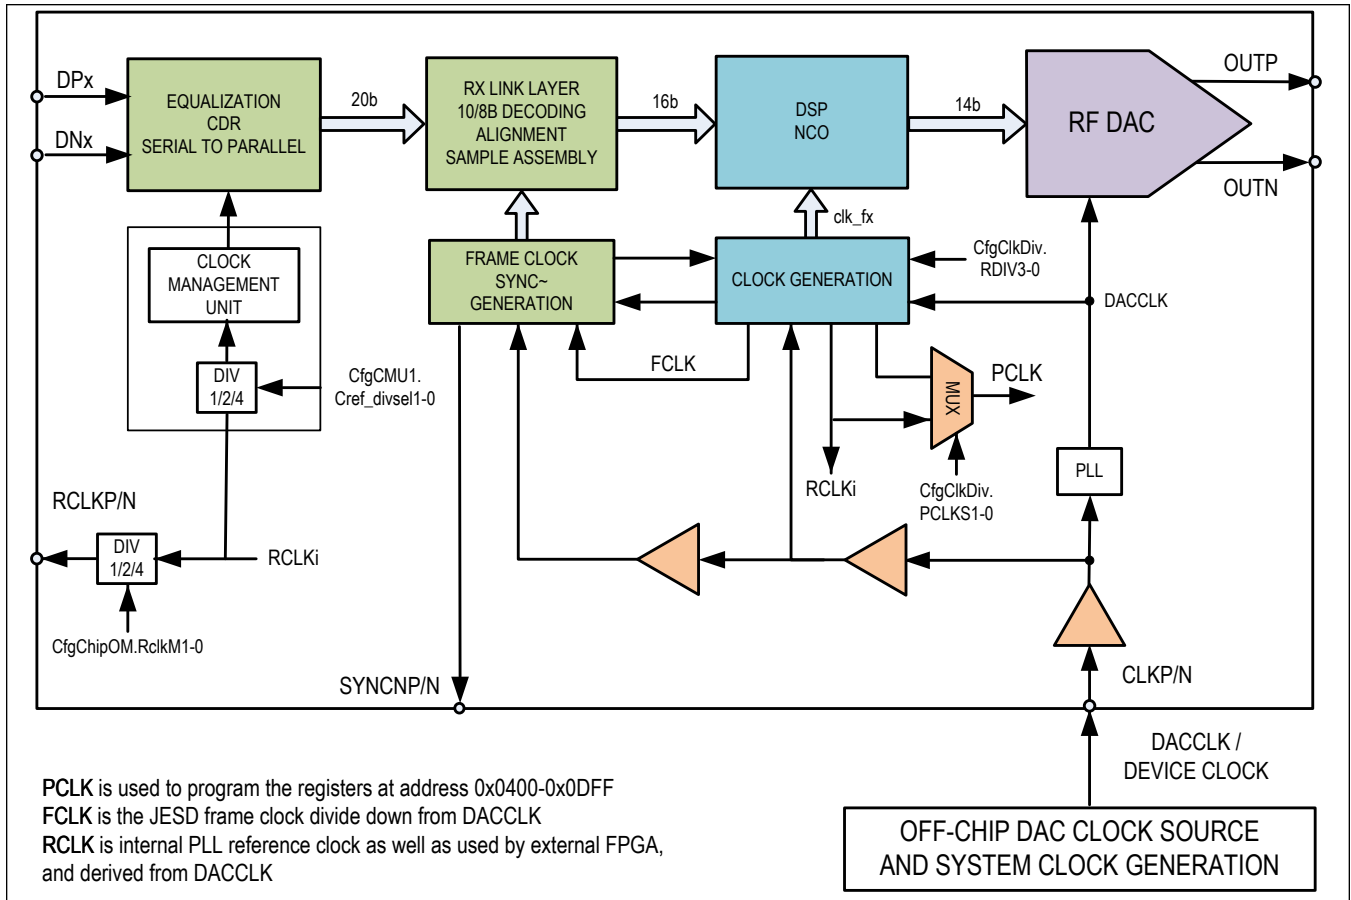 DPx
DNx
EQUALIZATION
CDR
SERIAL TO PARALLEL
20b
RX LINK LAYER
10/8B DECODING
ALIGNMENT
SAMPLE ASSEMBLY
16b
DSP
NCO
14b
RF DAC
OUTP
OUTN
CLOCK
MANAGEMENT
UNIT
DIV
1/2/4
CfgCMU1.
Cref_divsel1-0
FRAME CLOCK
SYNC~
GENERATION
clk_fx
CLOCK GENERATION
CfgClkDiv.
RDIV3-0
DACCLK
FCLK
MUX
PCLK
RCLKi
CfgClkDiv.
PCLKS1-0
PLL
RCLKP/N
DIV
1/2/4
RCLKi
CfgChipOM.RclkM1-0
SYNCNP/N
CLKP/N
DACCLK /
DEVICE CLOCK
PCLK is used to program the registers at address 0x0400-0x0DFF
FCLK is the JESD frame clock divide down from DACCLK
RCLK is internal PLL reference clock as well as used by external FPGA,
and derived from DACCLK
OFF-CHIP DAC CLOCK SOURCE
AND SYSTEM CLOCK GENERATION